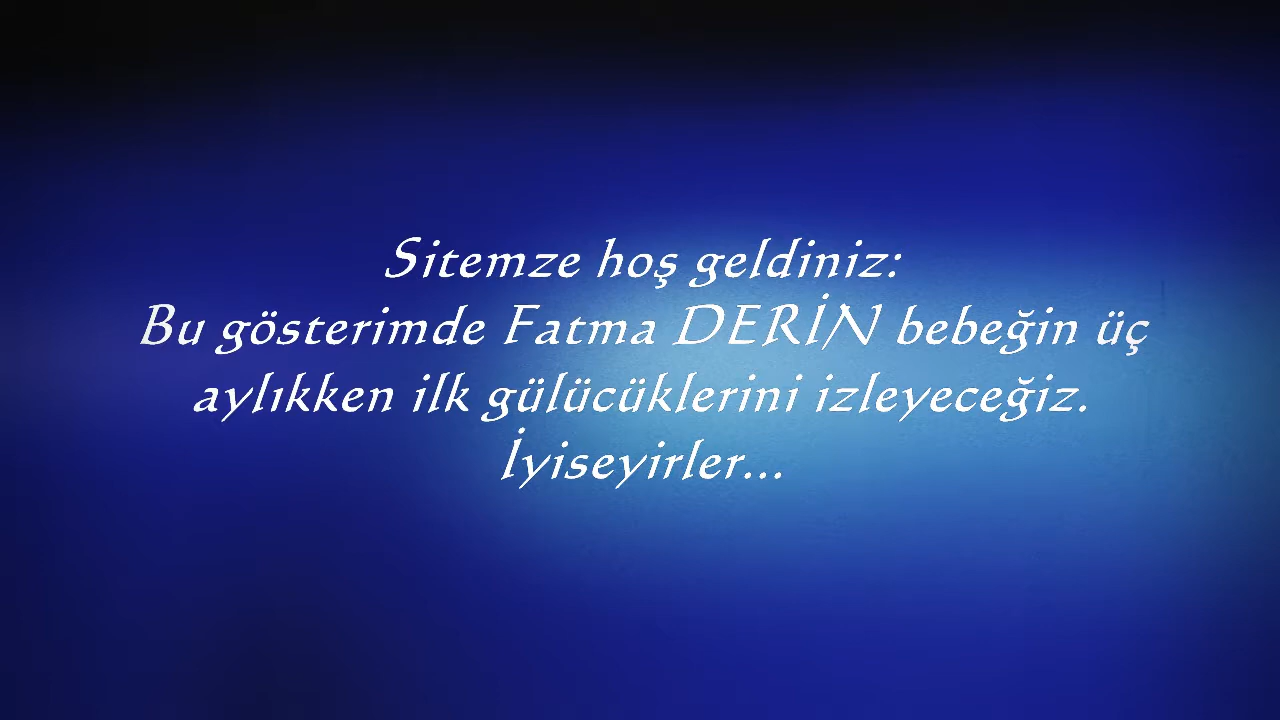 Sitemze hoş geldiniz:
Bu gösterimde Fatma DERİN bebeğin üç
aylıkken ilk gülücüklerini izleyeceğiz.
İyiseyirler...